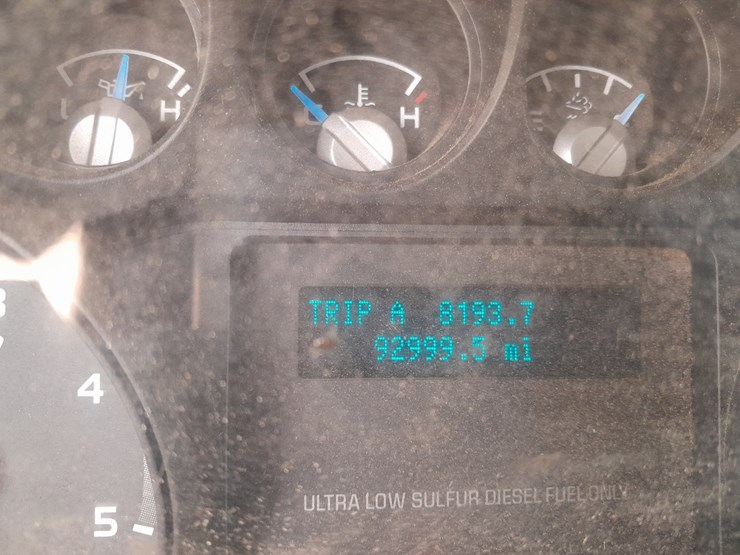 L H
L H
TRIP A 8193.7
92999.5 mi
4
5
ULTRA LOW SULFUR DIESEL FUEL ONLY